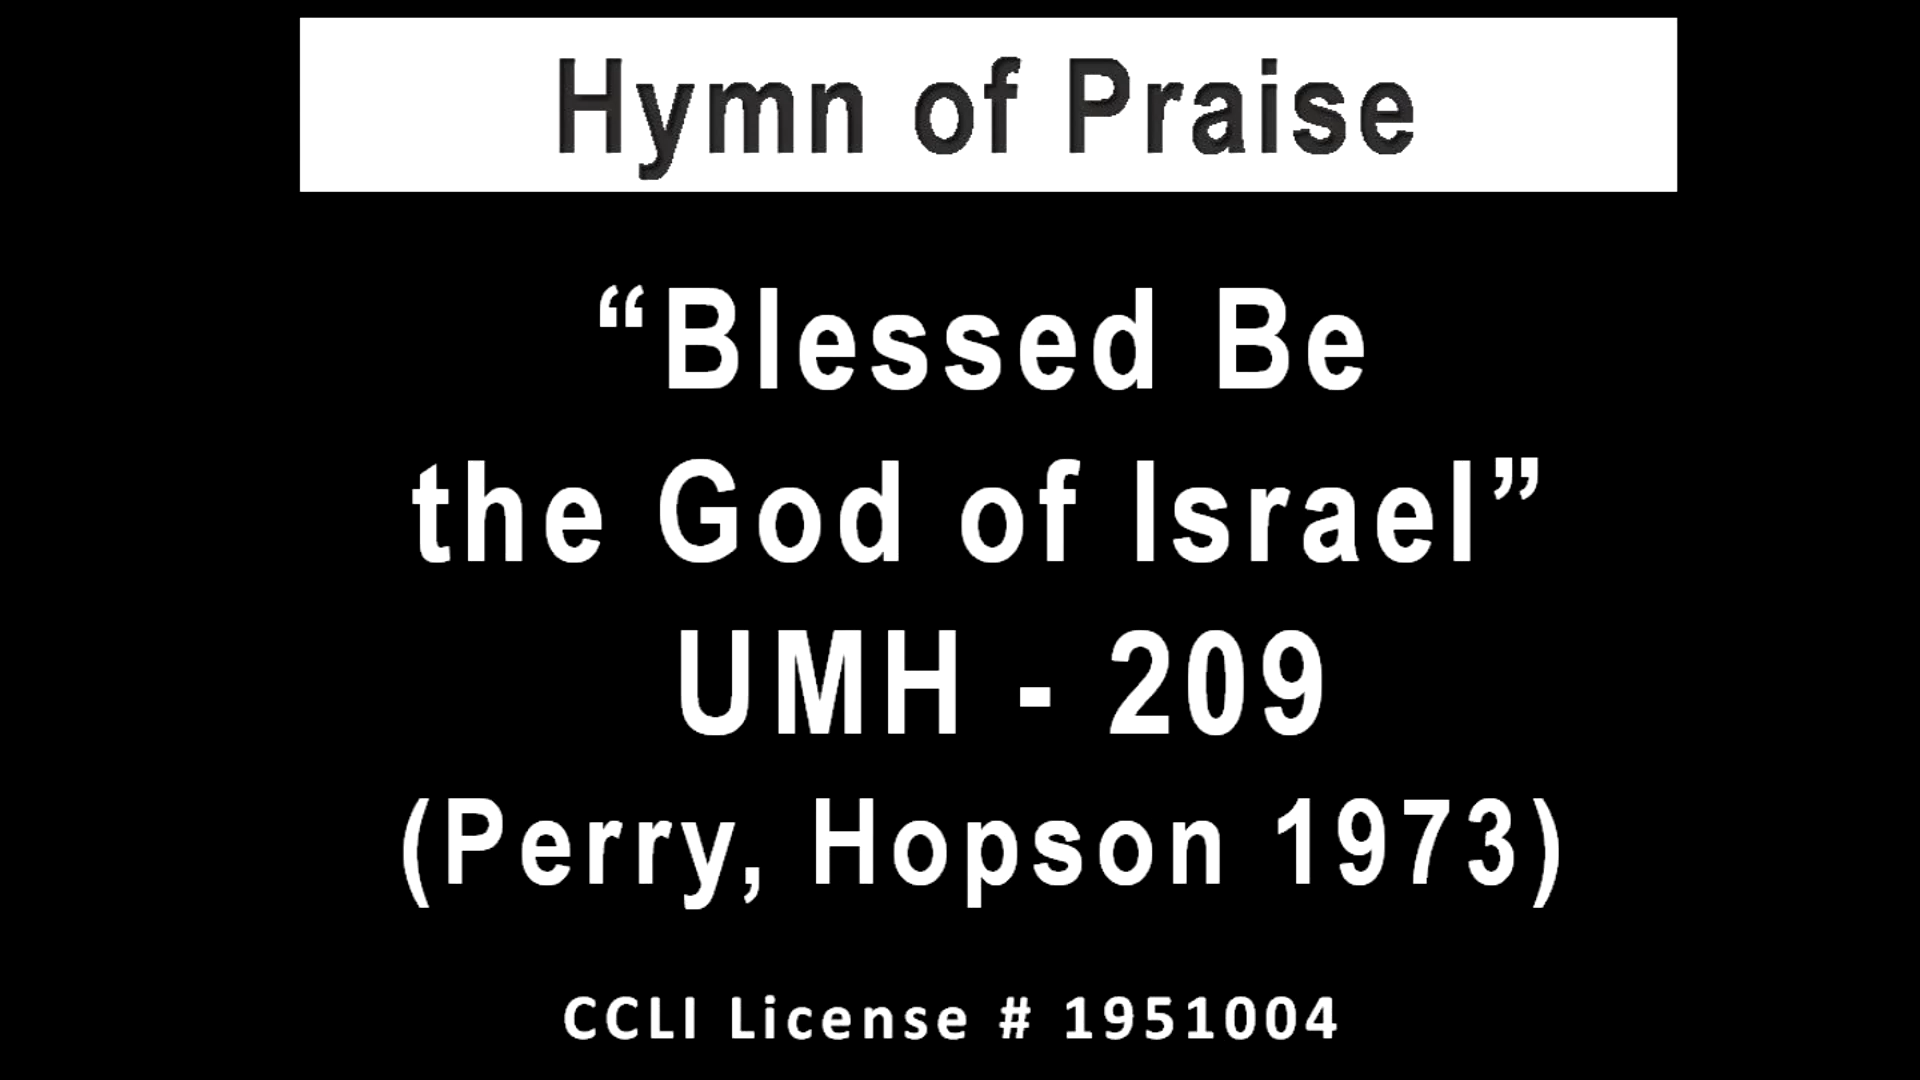 Hymn of Praise
“Blessed Be
the God of Israel”
UMH - 209
(Perry, Hopson 1973)
CCLI License # 1951004